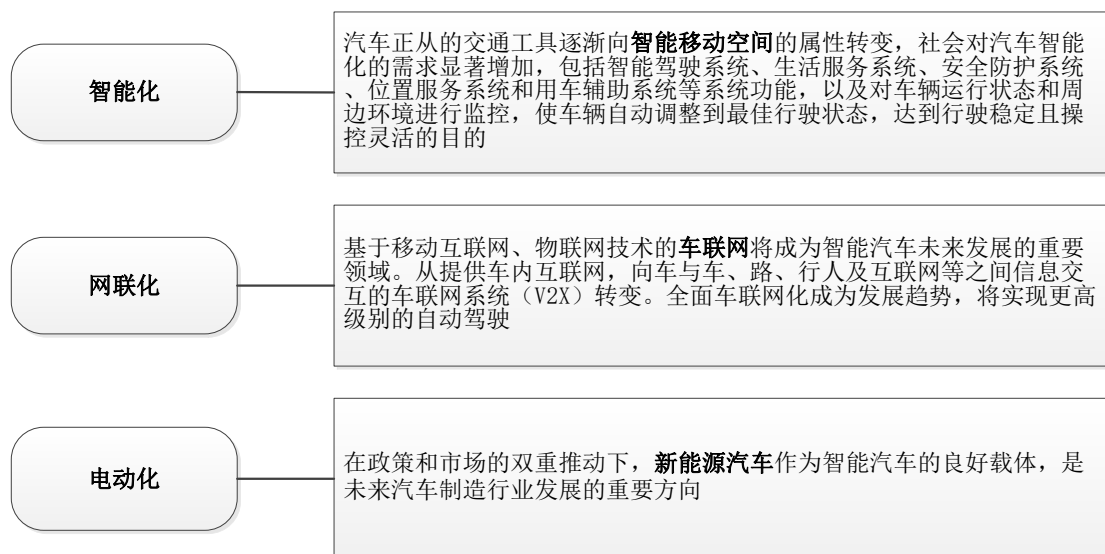 智能化
汽车正从的交通工具逐渐向智能移动空间的属性转变，社会对汽车智能
化的需求显著增加，包括智能驾驶系统、生活服务系统、安全防护系统
、位置服务系统和用车辅助系统等系统功能，以及对车辆运行状态和周
边环境进行监控，使车辆自动调整到最佳行驶状态，达到行驶稳定且操
控灵活的目的
网联化
基于移动互联网、物联网技术的车联网将成为智能汽车未来发展的重要
领域。从提供车内互联网，向车与车、路、行人及互联网等之间信息交
互的车联网系统（V2X）转变。全面车联网化成为发展趋势，将实现更高
级别的自动驾驶
电动化
在政策和市场的双重推动下，新能源汽车作为智能汽车的良好载体，是
未来汽车制造行业发展的重要方向